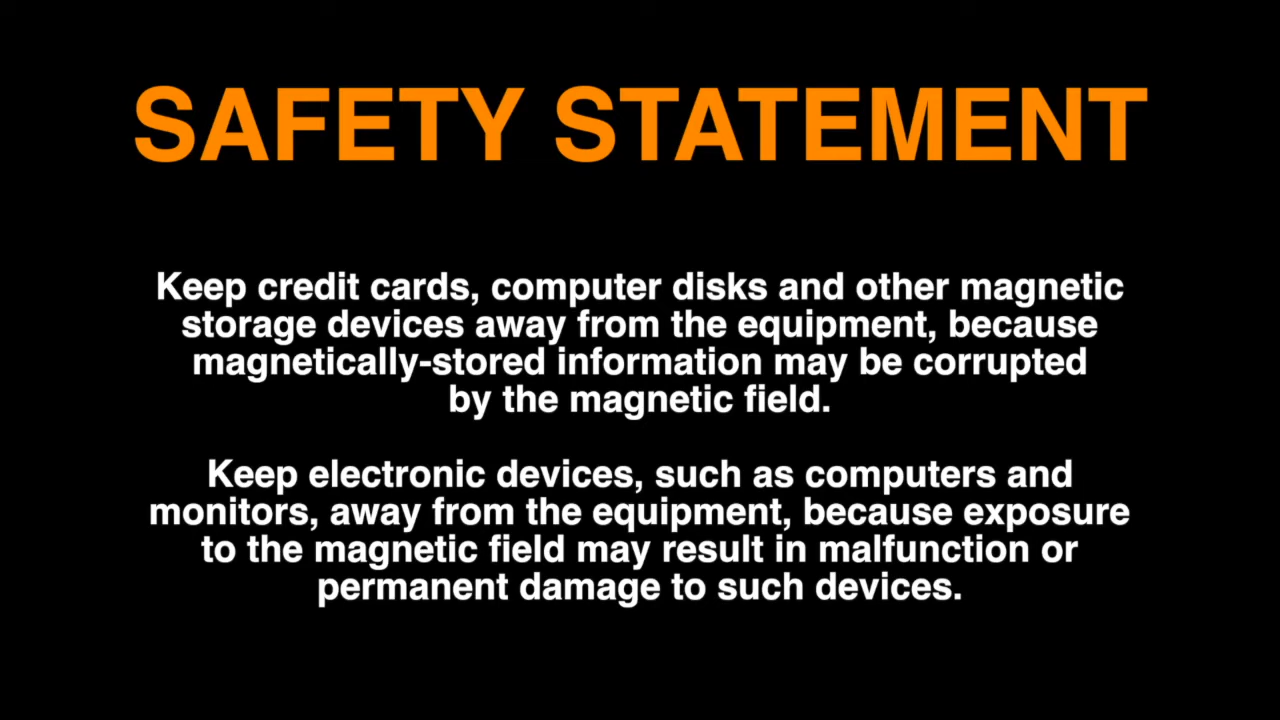 SAFETY STATEMENT
Keep credit cards, computer disks and other magnetic
storage devices away from the equipment, because
magnetically-stored information may be corrupted
by the magnetic field.
Keep electronic devices, such as computers and
monitors, away from the equipment, because exposure
to the magnetic field may result in malfunction or
permanent damage to such devices.